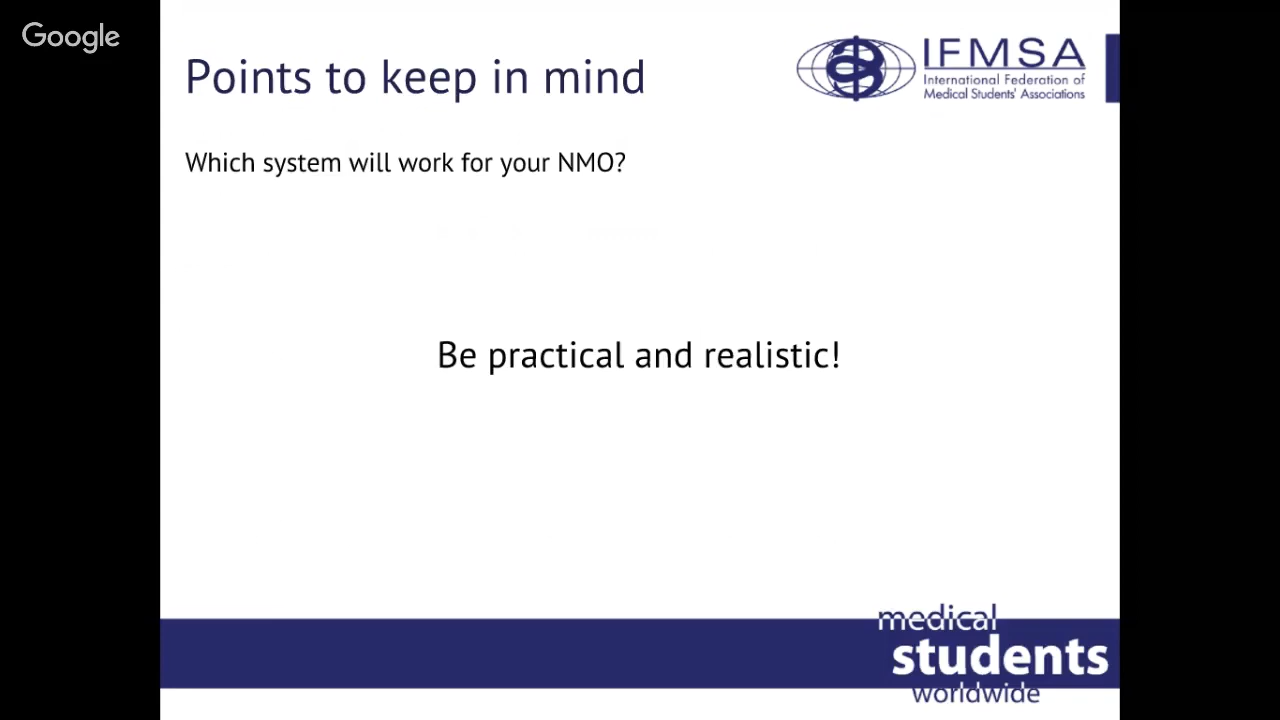 Google
Points to keep in mind
IFMSA
International Federation of
Medical Students' Associations
Which system will work for your NMO?
Be practical and realistic!
medical
students
worldwide